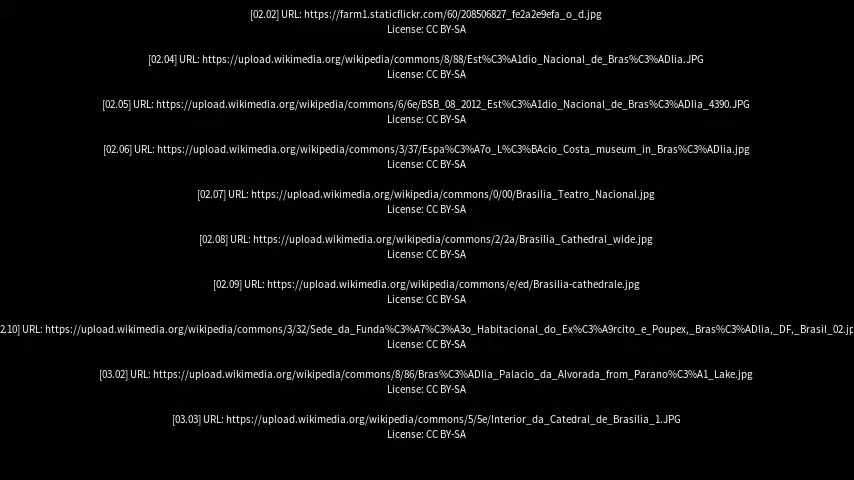 [02.02] URL: https://farm1.staticflickr.com/60/208506827_fe2a2e9efa_o_d.jpg
License: CC BY-SA
[02.04] URL: https://upload.wikimedia.org/wikipedia/commons/8/88/Est%C3%A1dio_Nacional_de_Bras%C3%ADlia.JPG
License: CC BY-SA
[02.05] URL: https://upload.wikimedia.org/wikipedia/commons/6/6e/BSB_08_2012_Est%C3%A1dio_Nacional_de_Bras%C3%ADlia_4390.JPG
License: CC BY-SA
[02.06] URL: https://upload.wikimedia.org/wikipedia/commons/3/37/Espa%C3%A7o_L%C3%BAcio_Costa_museum_in_Bras%C3%ADlia.jpg
License: CC BY-SA
[02.07] URL: https://upload.wikimedia.org/wikipedia/commons/0/00/Brasilia_Teatro_Nacional.jpg
License: CC BY-SA
[02.08] URL: https://upload.wikimedia.org/wikipedia/commons/2/2a/Brasilia_Cathedral_wide.jpg
License: CC BY-SA
[02.09] URL: https://upload.wikimedia.org/wikipedia/commons/e/ed/Brasilia-cathedrale.jpg
License: CC BY-SA
2.10] URL: https://upload.wikimedia.org/wikipedia/commons/3/32/Sede_da_Funda%C3%A7%C3%A3o_Habitacional_do_Ex%C3%A9rcito_e_Poupex,_Bras%C3%ADlia,_DF,_Brasil_02.jp
License: CC BY-SA
[03.02] URL: https://upload.wikimedia.org/wikipedia/commons/8/86/Bras%C3%ADlia_Palacio_da_Alvorada_from_Parano%C3%A1_Lake.jpg
License: CC BY-SA
[03.03] URL: https://upload.wikimedia.org/wikipedia/commons/5/5e/Interior_da_Catedral_de_Brasilia_1.JPG
License: CC BY-SA